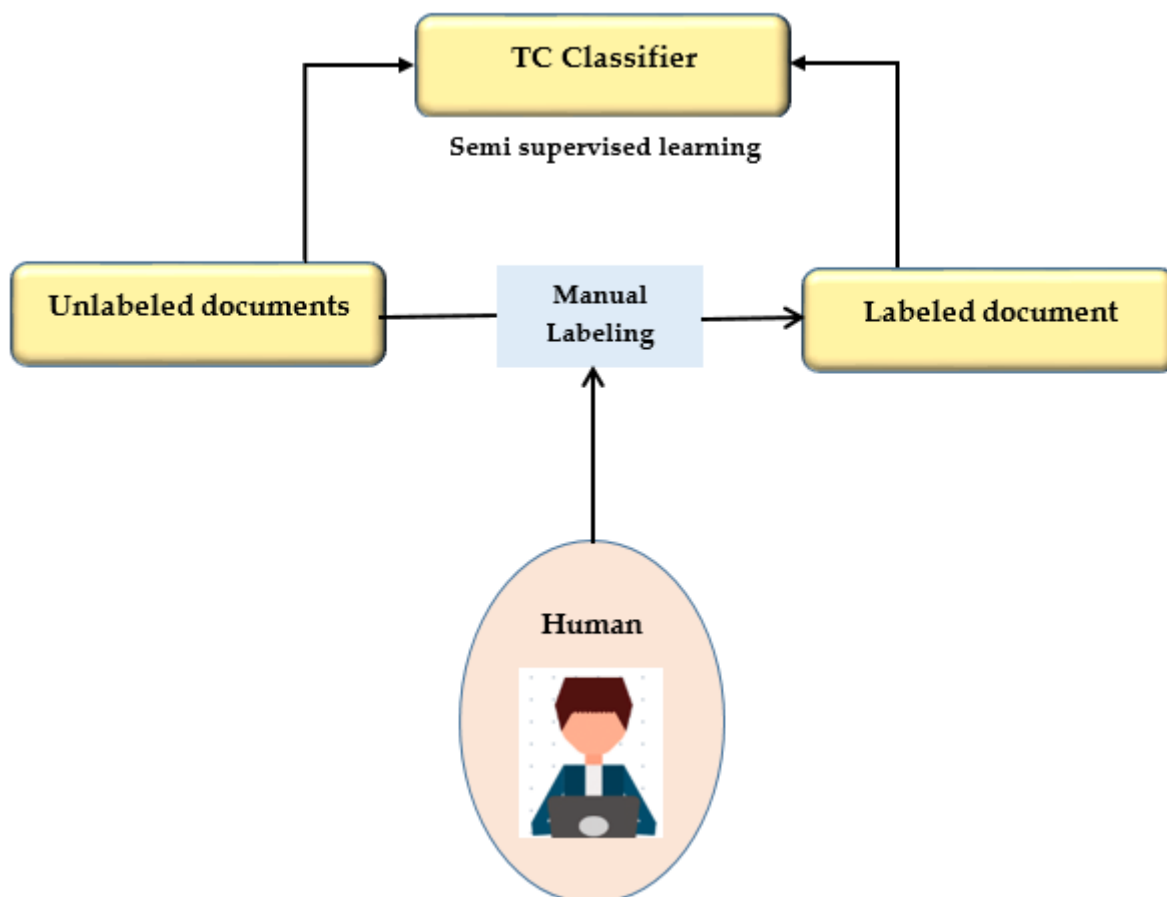 TC Classifier
Semi supervised learning
Unlabeled documents
Manual
Labeling
Labeled document
Human